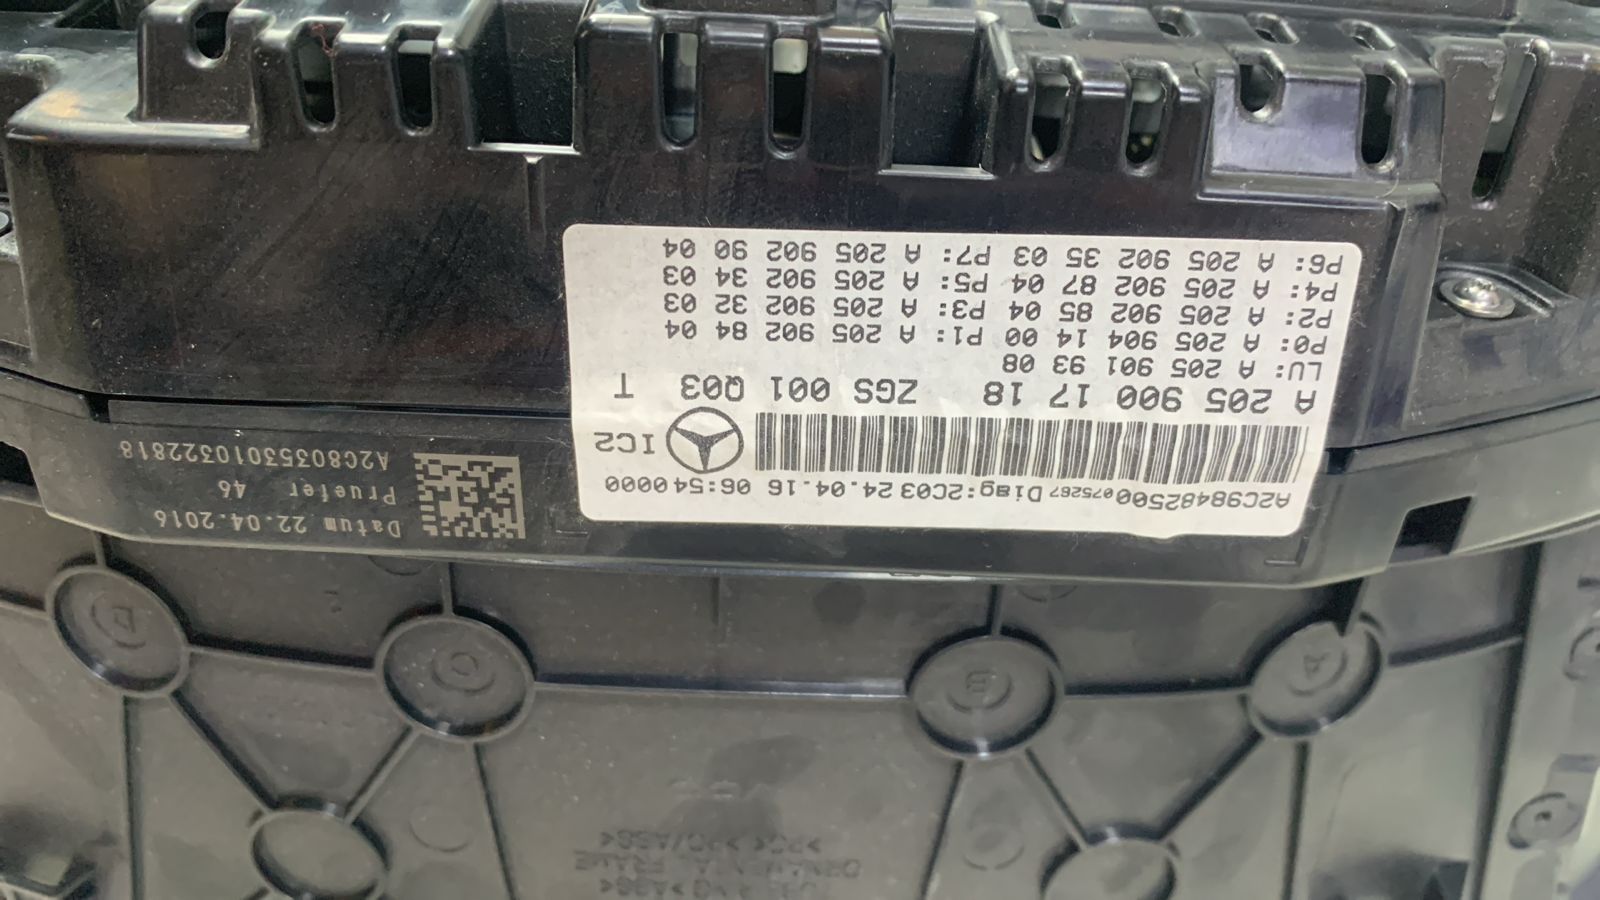 A2C98482500 075267 Diag:2C03 24.04.16 06:54 0000
IC2
A 205 900 17 18 ZGS 001 Q03 T
LU: A 205 901 93 08
P0: A 205 904 14 00 P1: A 205 902 84 04
P2: A 205 902 85 04 P3: A 205 902 32 03
P4: A 205 902 87 04 P5: A 205 902 34 03
P6: A 205 902 35 03 P7: A 205 902 90 04
Datum 22.04.2016
Pruefer 46
A2C80353010322818
A
B
C
D